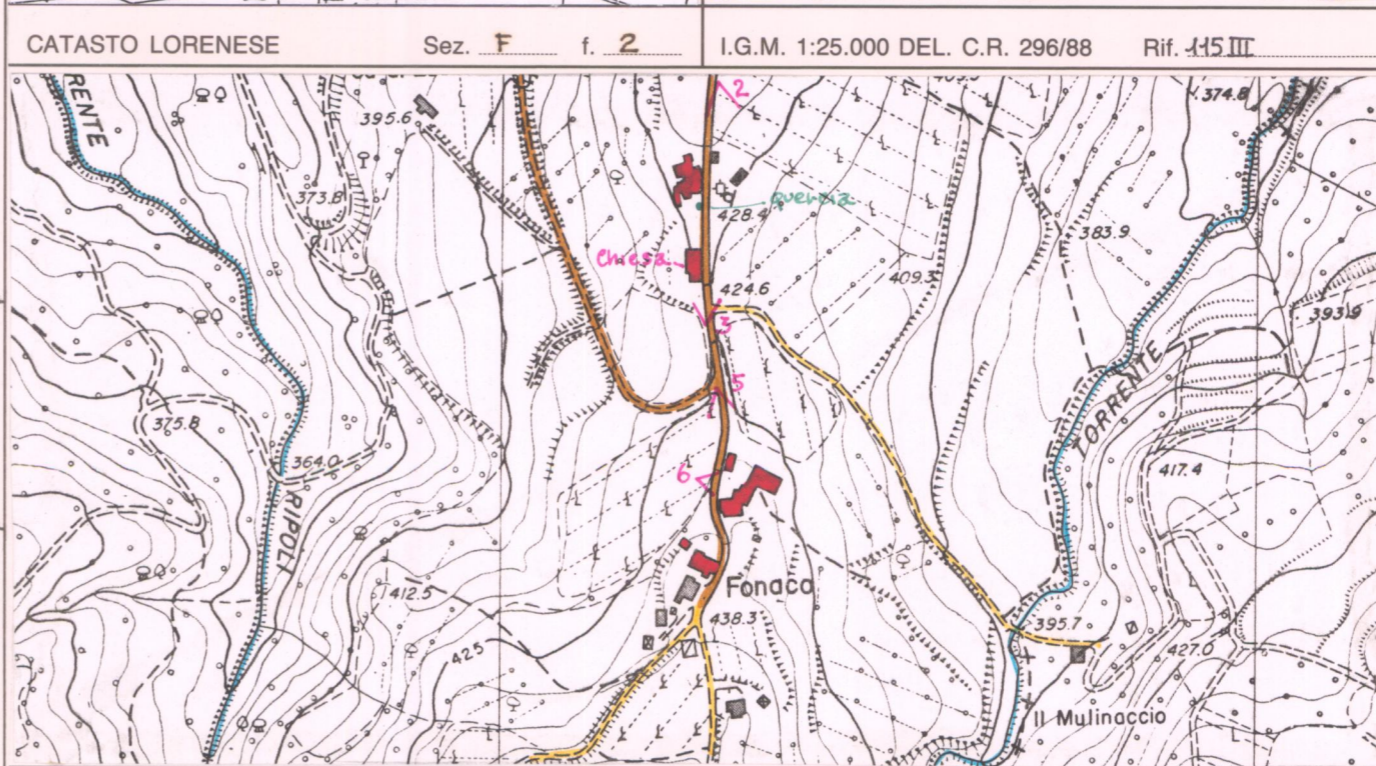 CATASTO LORENESE Sez. F f. 2
I.G.M. 1:25.000 DEL. C.R. 296/88 Rif. 115 III
RENTE
395.6
2
374.8
373.8
428.4
quercia
383.9
Chiesa
424.6
409.3
393.9
3
5
TORRENTE
375.8
364.0
6
417.4
RIPOLI
412.5
Fonaco
438.3
395.7
425
427.0
Il Mulinaccio